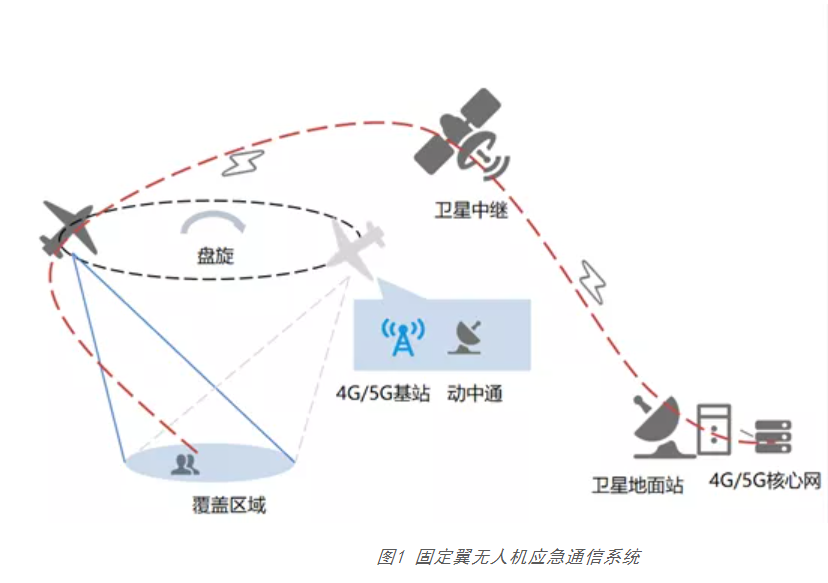 卫星中继
盘旋
4G/5G基站
动中通
卫星地面站
4G/5G核心网
覆盖区域
图1 固定翼无人机应急通信系统